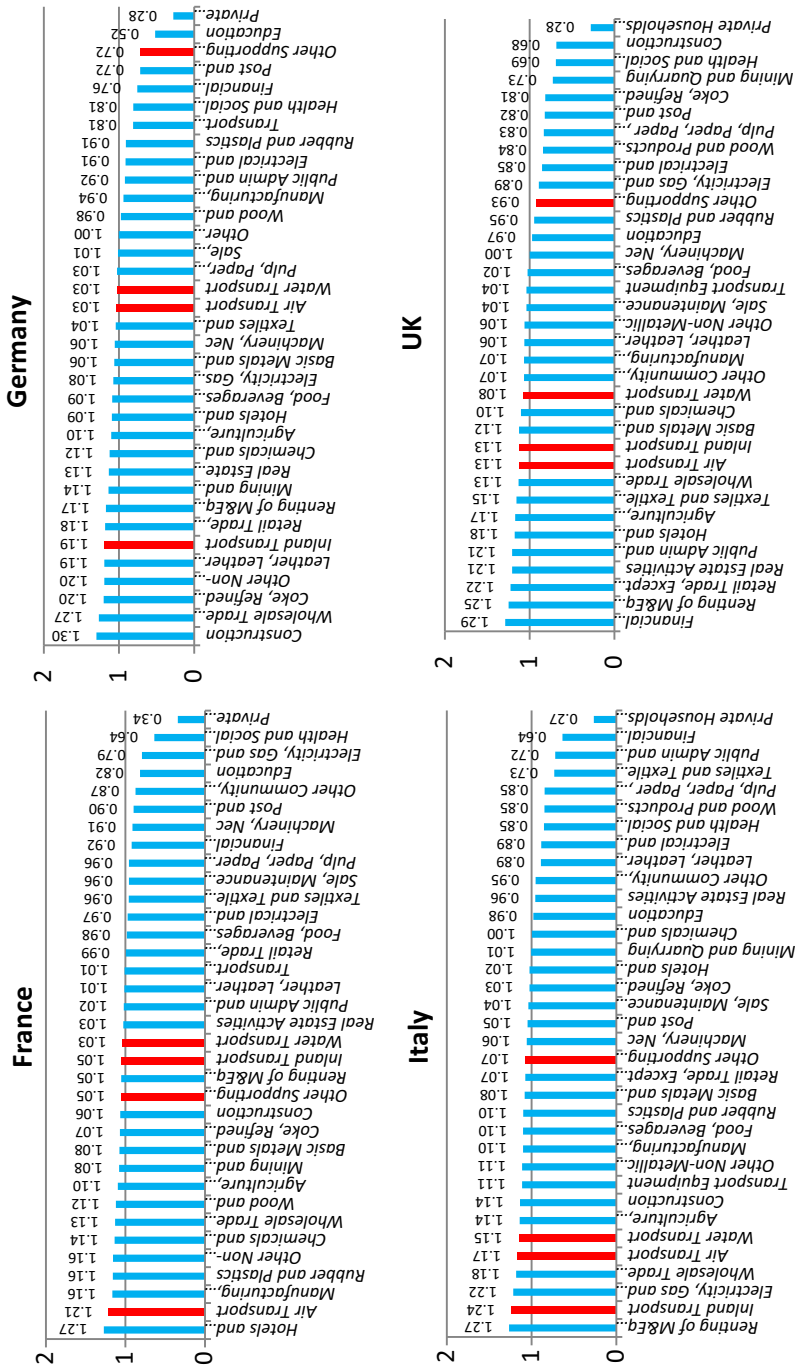 France
2
1
0
1.27 Hotels and...
1.21 Air Transport
1.16 Manufacturing,...
1.16 Rubber and Plastics
1.16 Other Non-...
1.14 Chemicals and...
1.13 Wholesale Trade...
1.12 Wood and...
1.10 Agriculture,...
1.08 Mining and...
1.08 Basic Metals and...
1.07 Coke, Refined...
1.06 Construction
1.05 Other Supporting...
1.05 Renting of M&Eq...
1.05 Inland Transport
1.03 Water Transport
1.03 Real Estate Activities
1.02 Public Admin and...
1.01 Leather, Leather...
1.01 Transport...
0.99 Retail Trade,...
0.98 Food, Beverages...
0.97 Electrical and...
0.96 Textiles and Textile...
0.96 Sale, Maintenance...
0.96 Pulp, Paper, Paper...
0.92 Financial...
0.91 Machinery, Nec
0.90 Post and...
0.87 Other Community,...
0.82 Education
0.79 Electricity, Gas and...
0.64 Health and Social...
0.34 Private...
Germany
2
1
0
1.30 Construction
1.27 Wholesale Trade...
1.20 Coke, Refined...
1.20 Other Non-...
1.19 Leather, Leather...
1.19 Inland Transport
1.18 Retail Trade,...
1.17 Renting of M&Eq...
1.14 Mining and...
1.13 Real Estate...
1.12 Chemicals and...
1.10 Agriculture,...
1.09 Hotels and...
1.09 Food, Beverages...
1.08 Electricity, Gas...
1.06 Basic Metals and...
1.06 Machinery, Nec
1.04 Textiles and...
1.03 Air Transport
1.03 Water Transport
1.03 Pulp, Paper,...
1.01 Sale,...
1.00 Other...
0.98 Wood and...
0.94 Manufacturing,...
0.92 Public Admin and...
0.91 Electrical and...
0.91 Rubber and Plastics
0.81 Transport...
0.81 Health and Social...
0.76 Financial...
0.72 Post and...
0.72 Other Supporting...
0.52 Education
0.28 Private...
Italy
2
1
0
1.27 Renting of M&Eq...
1.24 Inland Transport
1.22 Electricity, Gas and...
1.18 Wholesale Trade...
1.17 Air Transport
1.15 Water Transport
1.14 Agriculture,...
1.14 Construction
1.11 Transport Equipment
1.11 Other Non-Metallic...
1.10 Manufacturing,...
1.10 Food, Beverages...
1.10 Rubber and Plastics
1.08 Basic Metals and...
1.07 Retail Trade, Except...
1.07 Other Supporting...
1.06 Machinery, Nec
1.05 Post and...
1.04 Sale, Maintenance...
1.03 Coke, Refined...
1.02 Hotels and...
1.01 Mining and Quarrying
1.00 Chemicals and...
0.98 Education
0.96 Real Estate Activities
0.95 Other Community,...
0.89 Leather, Leather...
0.89 Electrical and...
0.85 Health and Social...
0.85 Wood and Products...
0.85 Pulp, Paper, Paper ,...
0.73 Textiles and Textile...
0.72 Public Admin and...
0.64 Financial...
0.27 Private Households...
UK
2
1
0
1.29 Financial...
1.25 Renting of M&Eq...
1.22 Retail Trade, Except...
1.21 Real Estate Activities
1.21 Public Admin and...
1.18 Hotels and...
1.17 Agriculture,...
1.15 Textiles and Textile...
1.13 Wholesale Trade...
1.13 Air Transport
1.13 Inland Transport
1.12 Basic Metals and...
1.10 Chemicals and...
1.08 Water Transport
1.07 Other Community,...
1.07 Manufacturing,...
1.06 Leather, Leather...
1.06 Other Non-Metallic...
1.04 Sale, Maintenance...
1.04 Transport Equipment
1.02 Food, Beverages...
1.00 Machinery, Nec
0.97 Education
0.95 Rubber and Plastics
0.93 Other Supporting...
0.89 Electricity, Gas and...
0.85 Electrical and...
0.84 Wood and Products...
0.83 Pulp, Paper, Paper ,...
0.82 Post and...
0.81 Coke, Refined...
0.73 Mining and Quarrying
0.69 Health and Social...
0.68 Construction
0.28 Private Households...